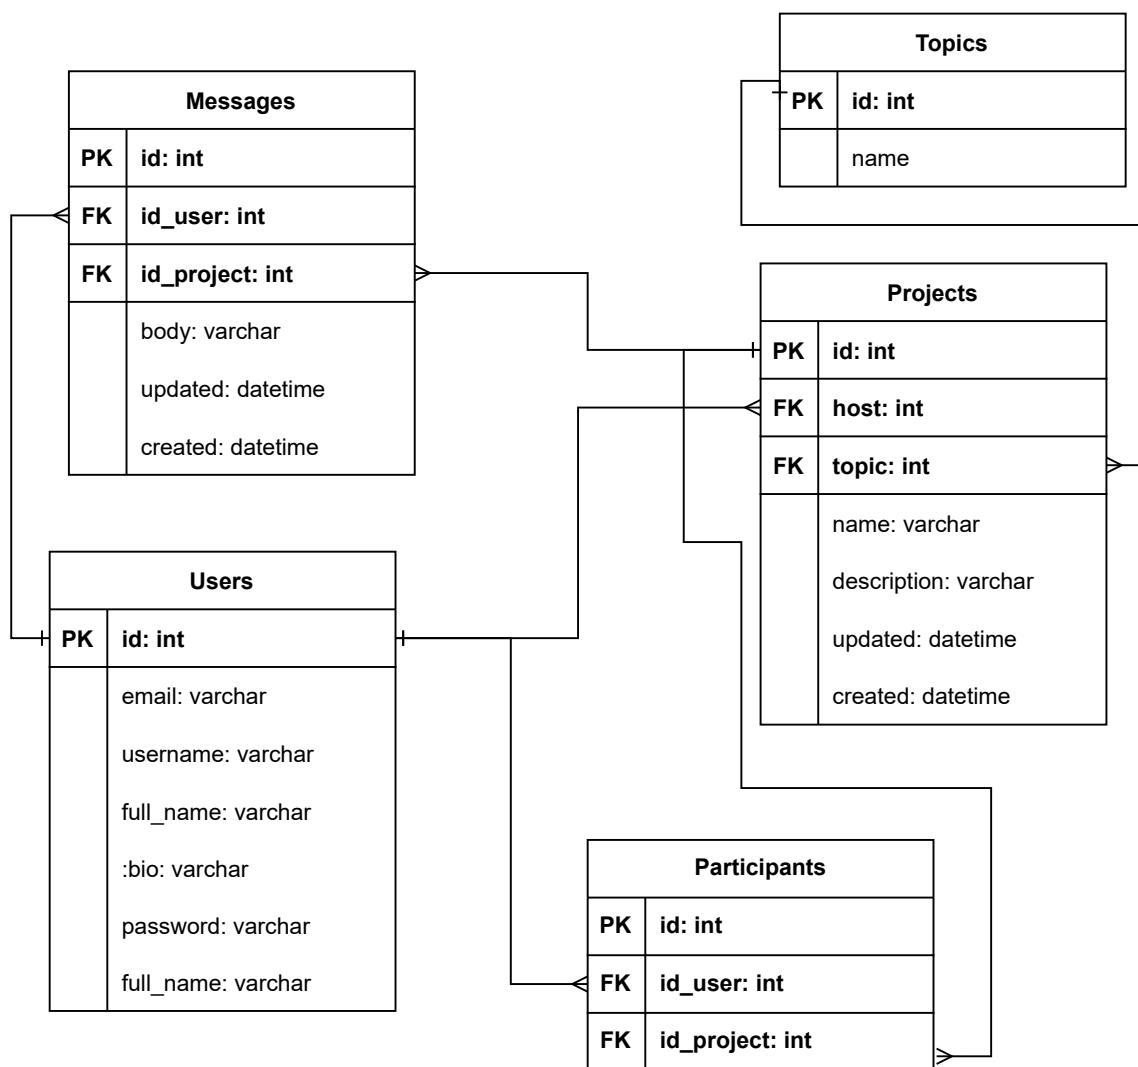 Topics
PK id: int
name
Messages
PK id: int
FK id_user: int
FK id_project: int
body: varchar
updated: datetime
created: datetime
Projects
PK id: int
FK host: int
FK topic: int
name: varchar
description: varchar
updated: datetime
created: datetime
Users
PK id: int
email: varchar
username: varchar
full_name: varchar
:bio: varchar
password: varchar
full_name: varchar
Participants
PK id: int
FK id_user: int
FK id_project: int